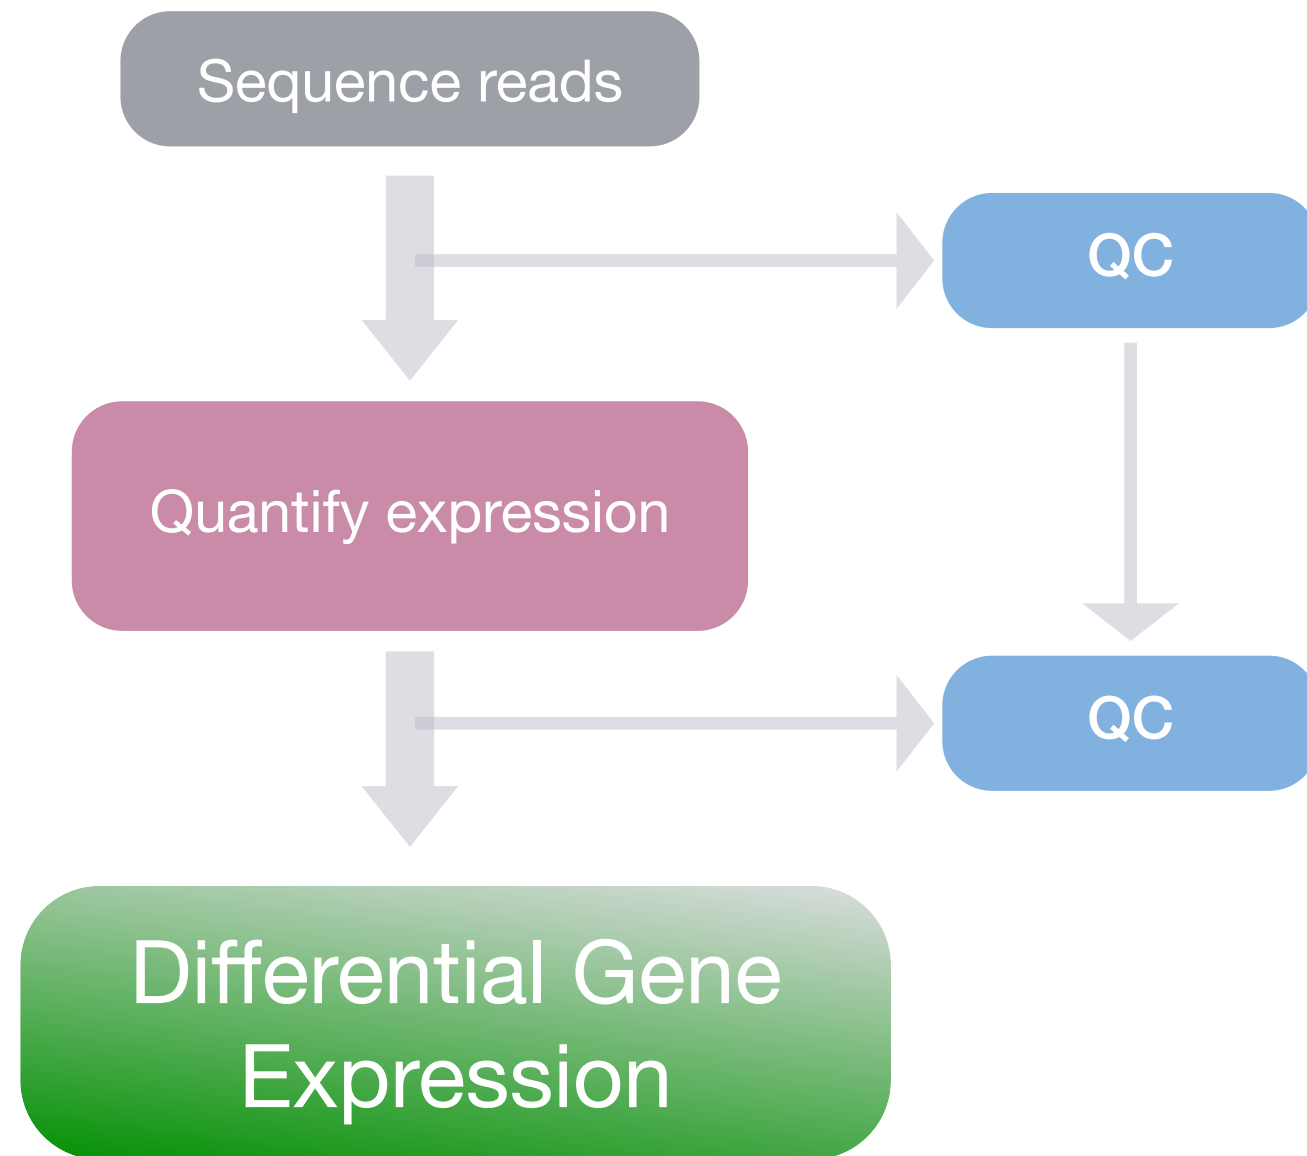 Sequence reads
QC
Quantify expression
QC
Differential Gene
Expression